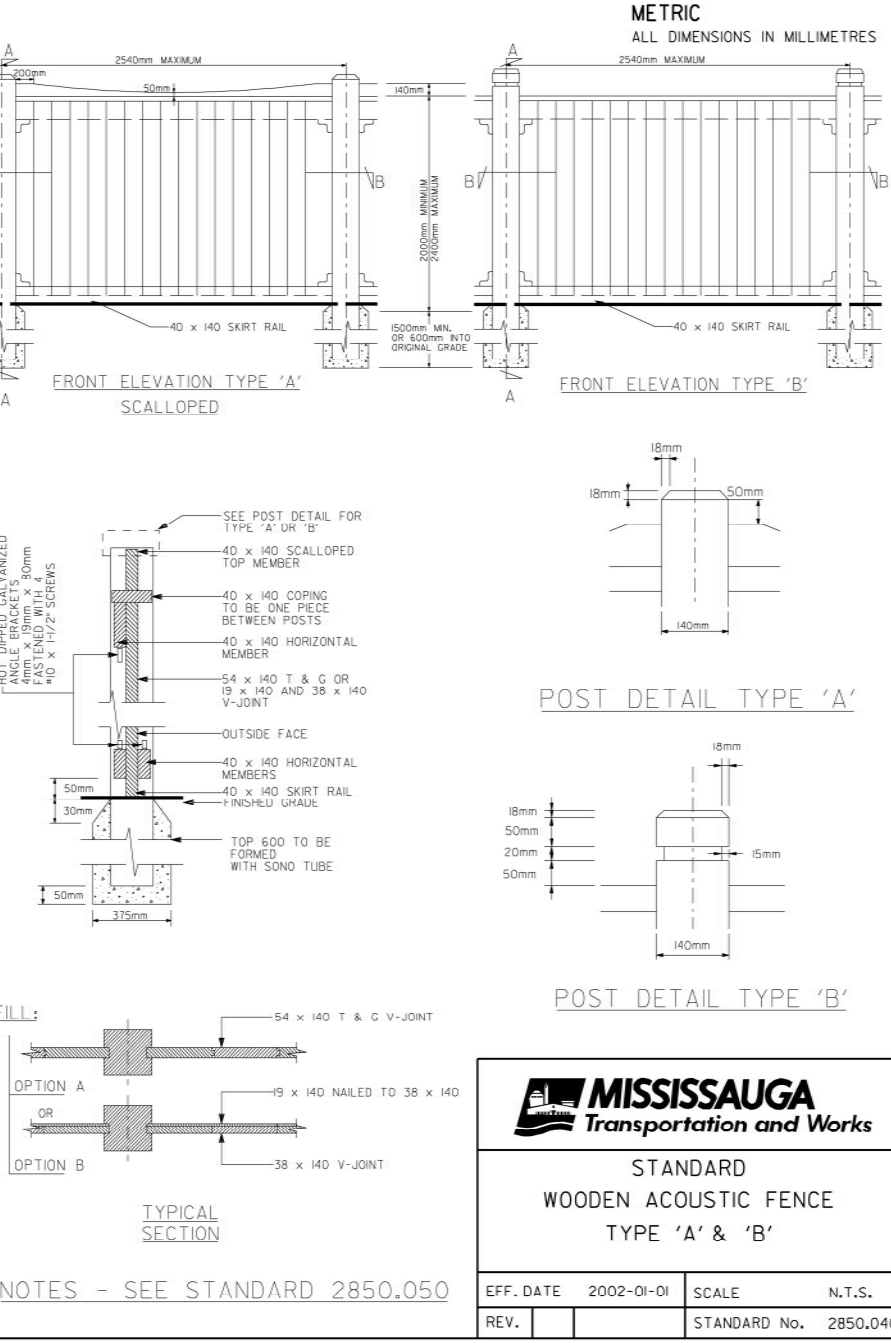 METRIC
ALL DIMENSIONS IN MILLIMETRES
A
2540mm MAXIMUM
200mm
50mm
140mm
B
2000mm MINIMUM
2400mm MAXIMUM
40 x 140 SKIRT RAIL
1500mm MIN.
OR 600mm INTO
ORIGINAL GRADE
A
FRONT ELEVATION TYPE 'A'
SCALLOPED
A
2540mm MAXIMUM
B
B
40 x 140 SKIRT RAIL
A
FRONT ELEVATION TYPE 'B'
HOT DIPPED GALVANIZED
ANGLE BRACKETS
4mm x 19mm x 80mm
FASTENED WITH 4
#10 x 1-1/2" SCREWS
SEE POST DETAIL FOR
TYPE 'A' OR 'B'
40 x 140 SCALLOPED
TOP MEMBER
40 x 140 COPING
TO BE ONE PIECE
BETWEEN POSTS
40 x 140 HORIZONTAL
MEMBER
54 x 140 T & G OR
19 x 140 AND 38 x 140
V-JOINT
OUTSIDE FACE
40 x 140 HORIZONTAL
MEMBERS
40 x 140 SKIRT RAIL
FINISHED GRADE
TOP 600 TO BE
FORMED
WITH SONO TUBE
50mm
30mm
50mm
375mm
18mm
18mm
50mm
140mm
POST DETAIL TYPE 'A'
18mm
18mm
50mm
20mm
50mm
15mm
140mm
POST DETAIL TYPE 'B'
FILL:
54 x 140 T & G V-JOINT
OPTION A
OR
19 x 140 NAILED TO 38 x 140
OPTION B
38 x 140 V-JOINT
TYPICAL
SECTION
NOTES - SEE STANDARD 2850.050
MISSISSAUGA
Transportation and Works
STANDARD
WOODEN ACOUSTIC FENCE
TYPE 'A' & 'B'
EFF. DATE 2002-01-01 SCALE N.T.S.
REV. STANDARD No. 2850.040